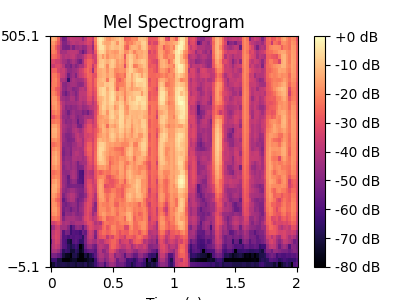 Mel Spectrogram
505.1
−5.1
0
0.5
1
1.5
2
+0 dB
-10 dB
-20 dB
-30 dB
-40 dB
-50 dB
-60 dB
-70 dB
-80 dB